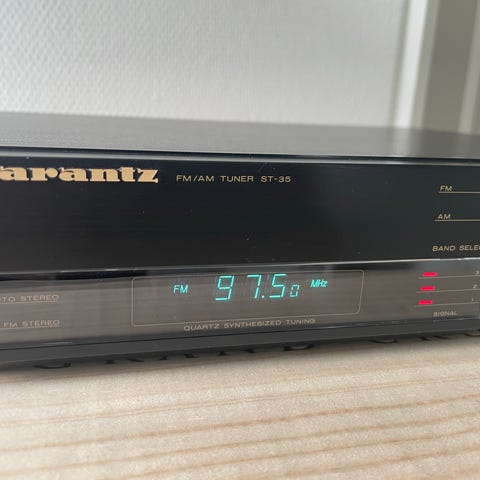 arantz FM/AM TUNER ST-35
FM
AM
BAND SELE
FM 97.50 MHz
3
2
1
SIGNAL
TO STEREO
FM STEREO
QUARTZ SYNTHESIZED TUNING